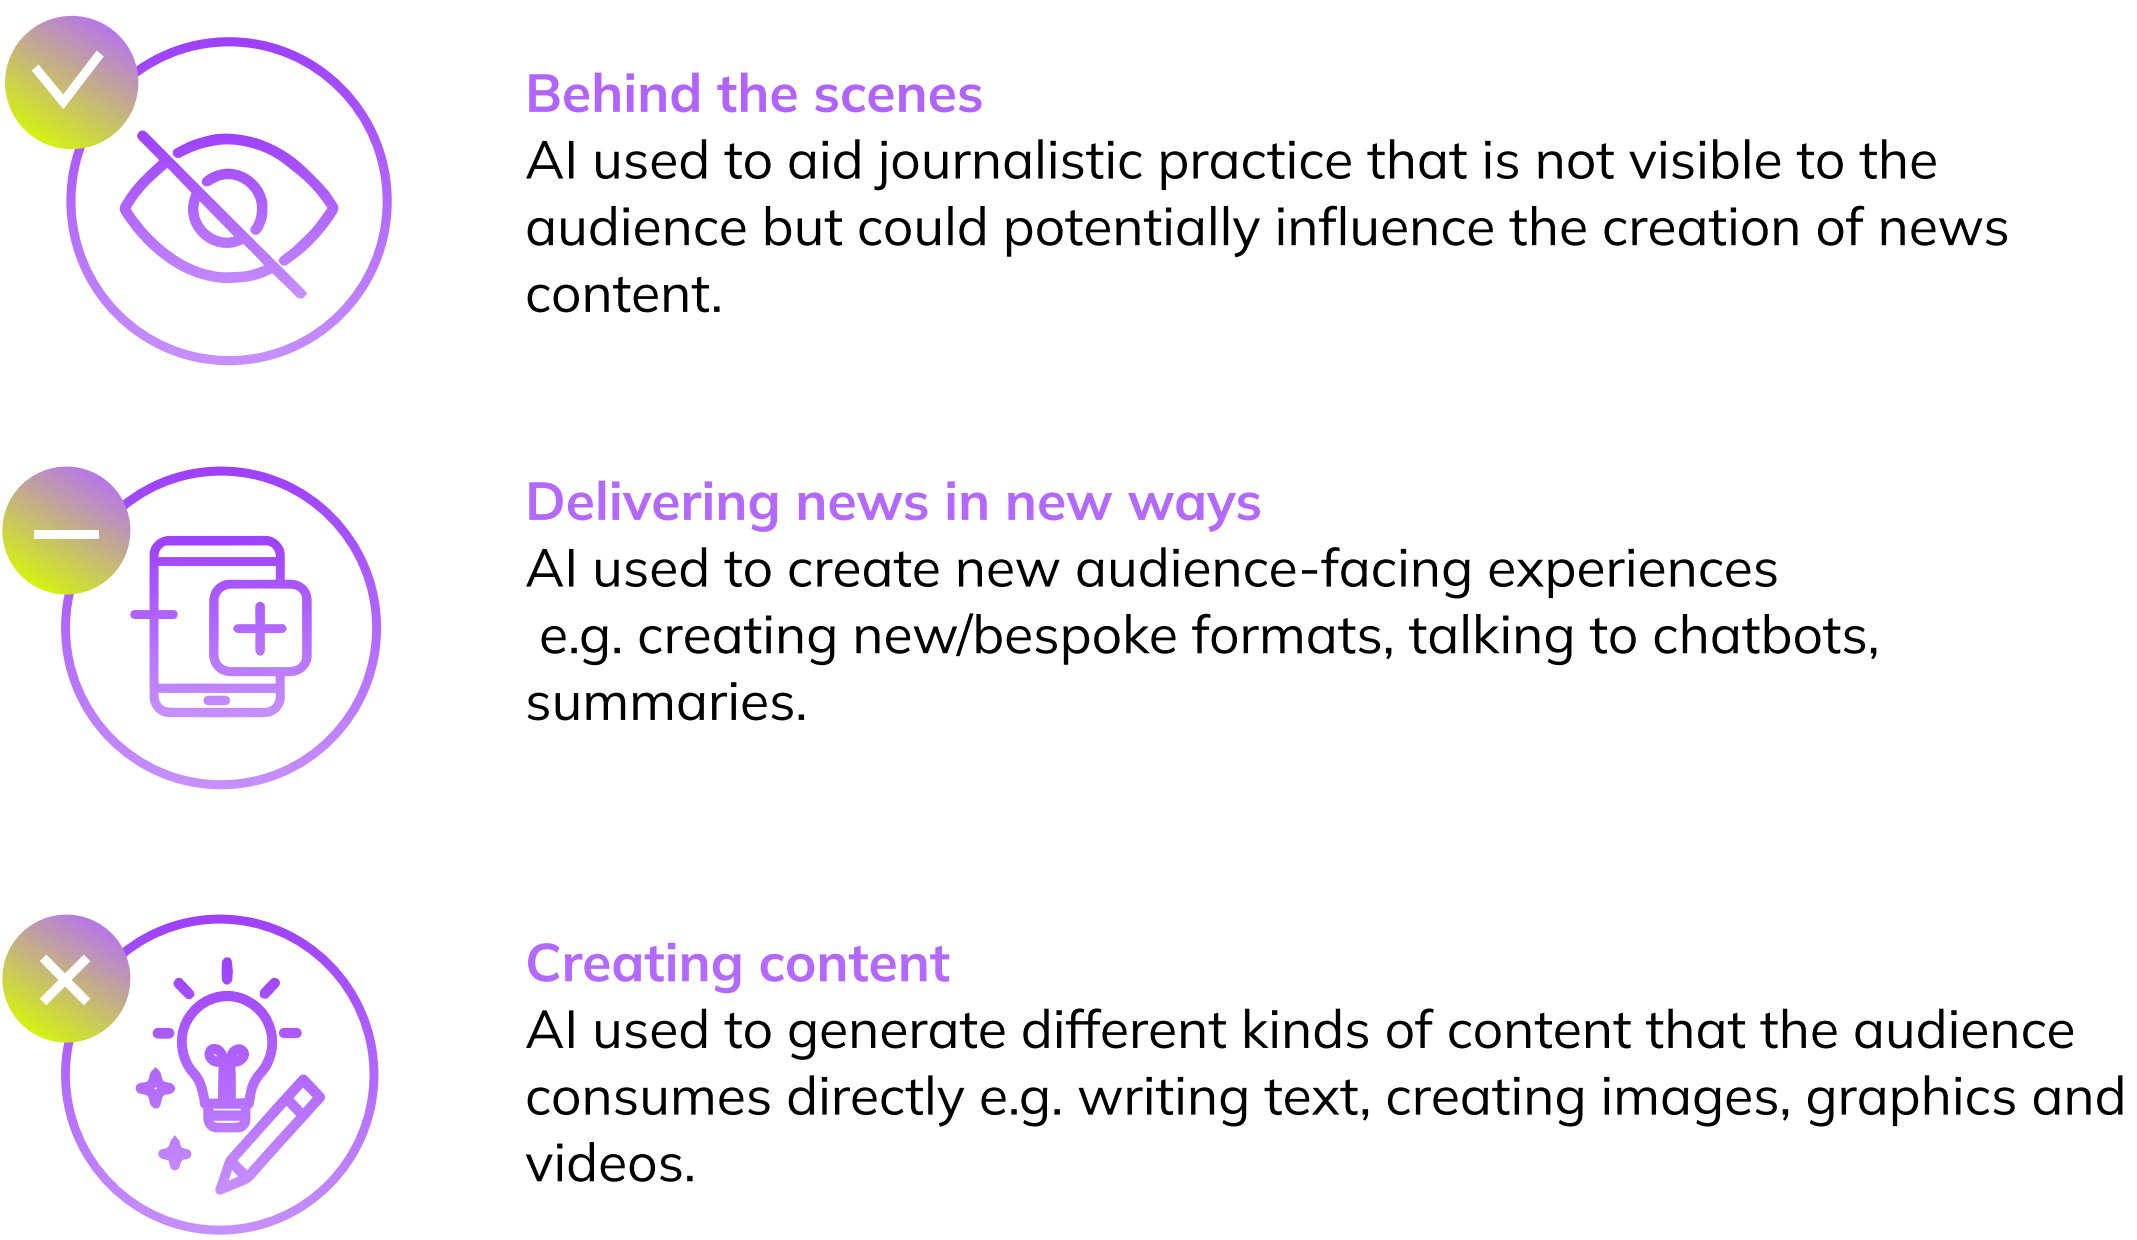 Behind the scenes
AI used to aid journalistic practice that is not visible to the
audience but could potentially influence the creation of news
content.
Delivering news in new ways
AI used to create new audience-facing experiences
e.g. creating new/bespoke formats, talking to chatbots,
summaries.
Creating content
AI used to generate different kinds of content that the audience
consumes directly e.g. writing text, creating images, graphics and
videos.